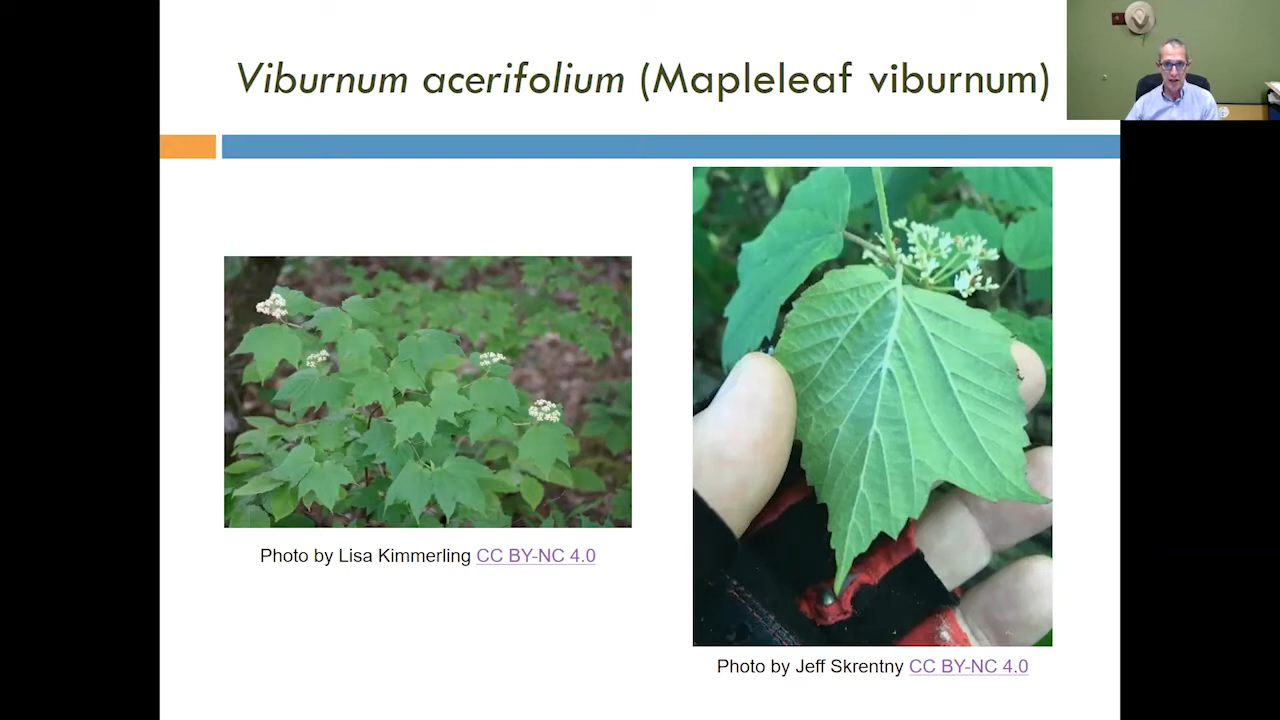 Viburnum acerifolium (Mapleleaf viburnum)
Photo by Lisa Kimmerling CC BY-NC 4.0
Photo by Jeff Skrentny CC BY-NC 4.0